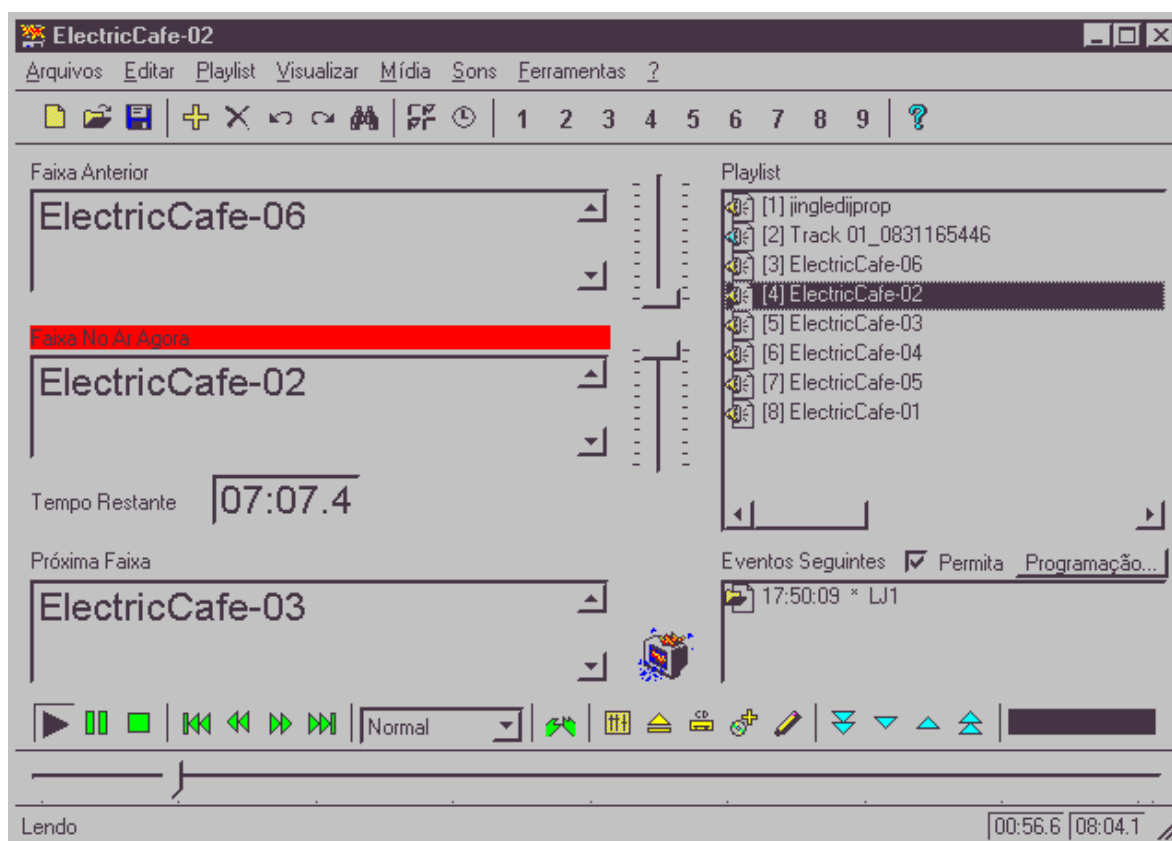 ElectricCafe-02
Arquivos Editar Playlist Visualizar Mídia Sons Ferramentas ?
1 2 3 4 5 6 7 8 9
Faixa Anterior
ElectricCafe-06
Faixa No Ar Agora
ElectricCafe-02
Tempo Restante 07:07.4
Próxima Faixa
ElectricCafe-03
Playlist
[1] jingledijprop
[2] Track 01_0831165446
[3] ElectricCafe-06
[4] ElectricCafe-02
[5] ElectricCafe-03
[6] ElectricCafe-04
[7] ElectricCafe-05
[8] ElectricCafe-01
Eventos Seguintes Permita Programação...
17:50:09 * LJ1
Normal
CD
Lendo 00:56.6 08:04.1